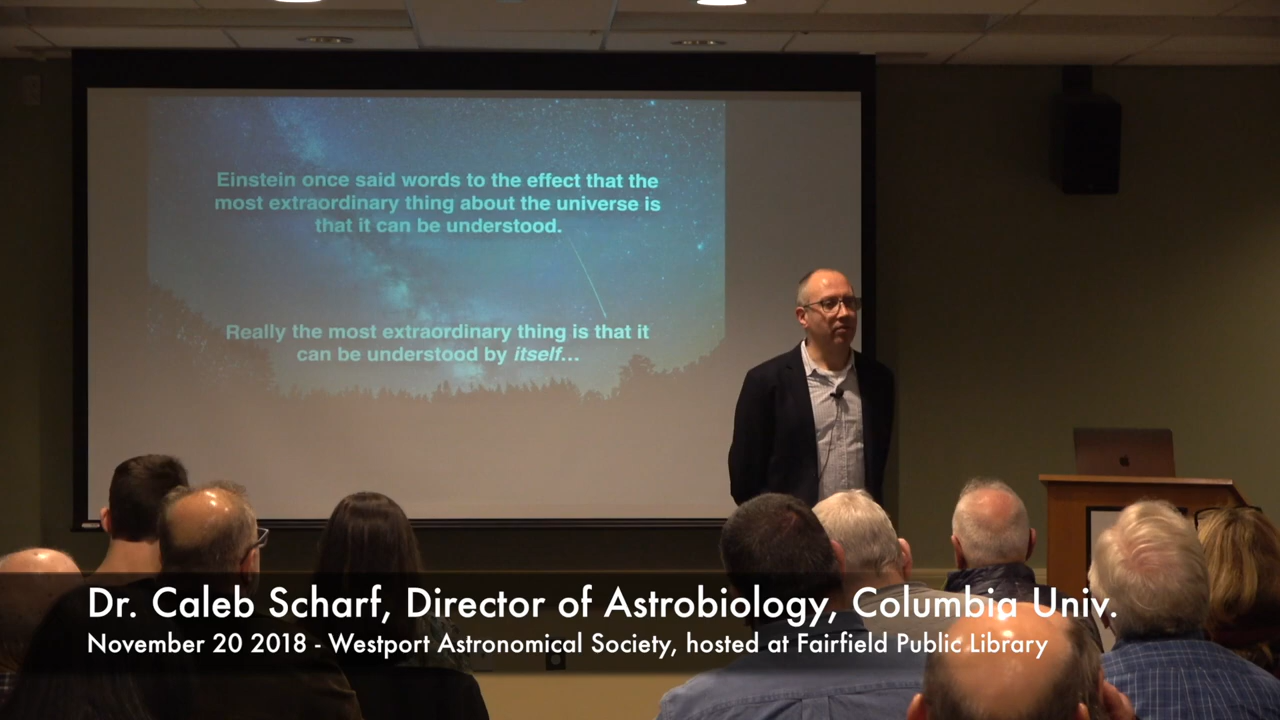 Einstein once said words to the effect that the
most extraordinary thing about the universe is
that it can be understood.
Really the most extraordinary thing is that it
can be understood by itself...
Dr. Caleb Scharf, Director of Astrobiology, Columbia Univ.
November 20 2018 - Westport Astronomical Society, hosted at Fairfield Public Library